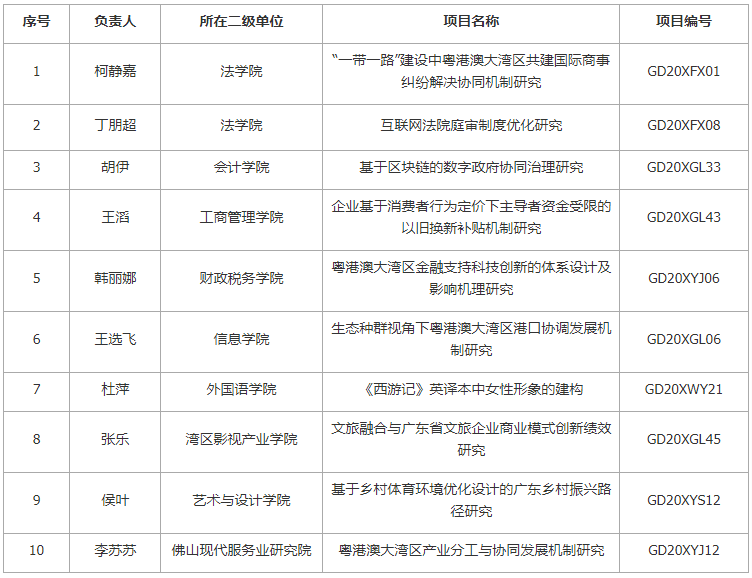 序号 负责人 所在二级单位 项目名称 项目编号
1 柯静嘉 法学院 “一带一路”建设中粤港澳大湾区共建国际商事
纠纷解决协同机制研究 GD20XFX01
2 丁朋超 法学院 互联网法院庭审制度优化研究 GD20XFX08
3 胡伊 会计学院 基于区块链的数字政府协同治理研究 GD20XGL33
4 王滔 工商管理学院 企业基于消费者行为定价下主导者资金受限的
以旧换新补贴机制研究 GD20XGL43
5 韩丽娜 财政税务学院 粤港澳大湾区金融支持科技创新的体系设计及
影响机理研究 GD20XYJ06
6 王选飞 信息学院 生态种群视角下粤港澳大湾区港口协调发展机
制研究 GD20XGL06
7 杜萍 外国语学院 《西游记》英译本中女性形象的建构 GD20XWY21
8 张乐 湾区影视产业学院 文旅融合与广东省文旅企业商业模式创新绩效
研究 GD20XGL45
9 侯叶 艺术与设计学院 基于乡村体育环境优化设计的广东乡村振兴路
径研究 GD20XYS12
10 李苏苏 佛山现代服务业研究院 粤港澳大湾区产业分工与协同发展机制研究 GD20XYJ12